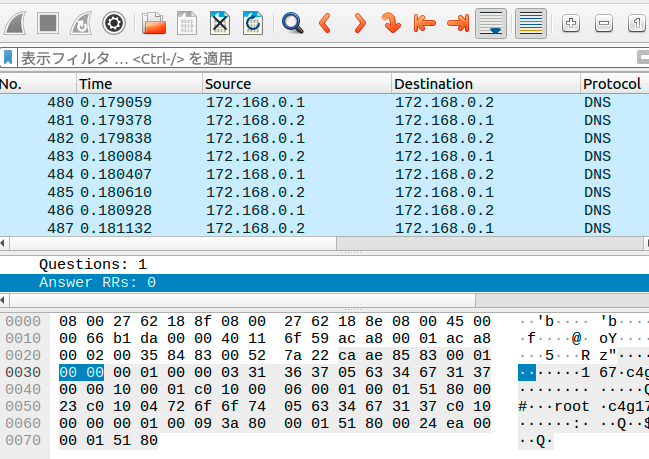 1
表示フィルタ ... <Ctrl-/> を適用
No. Time Source Destination Protocol
480 0.179059 172.168.0.1 172.168.0.2 DNS
481 0.179378 172.168.0.2 172.168.0.1 DNS
482 0.179838 172.168.0.1 172.168.0.2 DNS
483 0.180084 172.168.0.2 172.168.0.1 DNS
484 0.180407 172.168.0.1 172.168.0.2 DNS
485 0.180610 172.168.0.2 172.168.0.1 DNS
486 0.180928 172.168.0.1 172.168.0.2 DNS
487 0.181132 172.168.0.2 172.168.0.1 DNS
Questions: 1
Answer RRs: 0
0000 08 00 27 62 18 8f 08 00 27 62 18 8e 08 00 45 00 ··'b···· 'b····
0010 00 66 b1 da 00 00 40 11 6f 59 ac a8 00 01 ac a8 ·f····@· oY····
0020 00 02 00 35 84 83 00 52 7a 22 ca ae 85 83 00 01 ···5···R z"····
0030 00 00 00 01 00 00 03 31 36 37 05 63 34 67 31 37 ·······1 67·c4g
0040 00 00 10 00 01 c0 10 00 06 00 01 00 01 51 80 00 ········ ·····Q
0050 23 c0 10 04 72 6f 6f 74 05 63 34 67 31 37 c0 10 #···root ·c4g17
0060 00 00 00 01 00 09 3a 80 00 01 51 80 00 24 ea 00 ······:· ··Q··$
0070 00 01 51 80 ··Q·